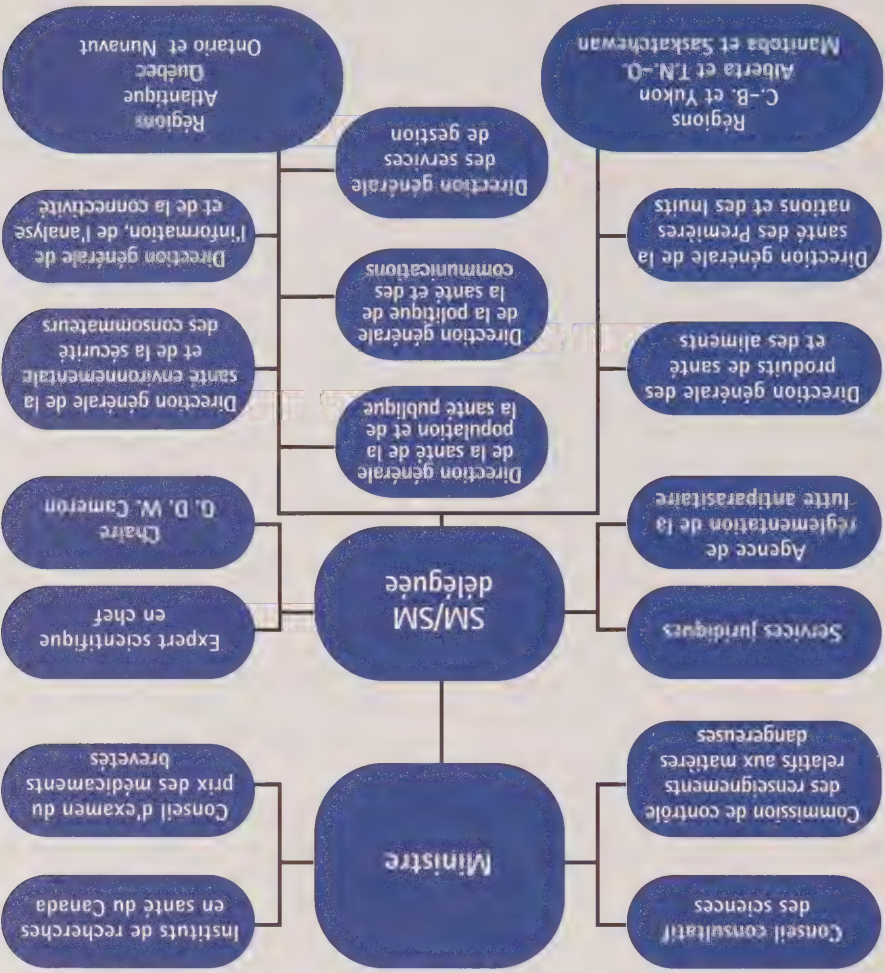 Conseil consultatif
des sciences
Instituts de recherches
en santé du Canada
Ministre
Commission de contrôle
des renseignements
relatifs aux matières
dangereuses
Conseil d'examen du
prix des médicaments
brevetés
Services juridiques
Expert scientifique
en chef
SM/SM
déléguée
Agence de
réglementation de la
lutte antiparasitaire
Chaire
G. D. W. Cameron
Direction générale
de la santé de la
population et de
la santé publique
Direction générale des
produits de santé
et des aliments
Direction générale de la
santé environnementale
et de la sécurité
des consommateurs
Direction générale
de la politique de
la santé et des
communications
Direction générale de la
santé des Premières
nations et des Inuits
Direction générale de
l'information, de l'analyse
et de la connectivité
Direction générale
des services
de gestion
Régions
C.-B. et Yukon
Alberta et T.N.-O.
Manitoba et Saskatchewan
Régions
Atlantique
Québec
Ontario et Nunavut